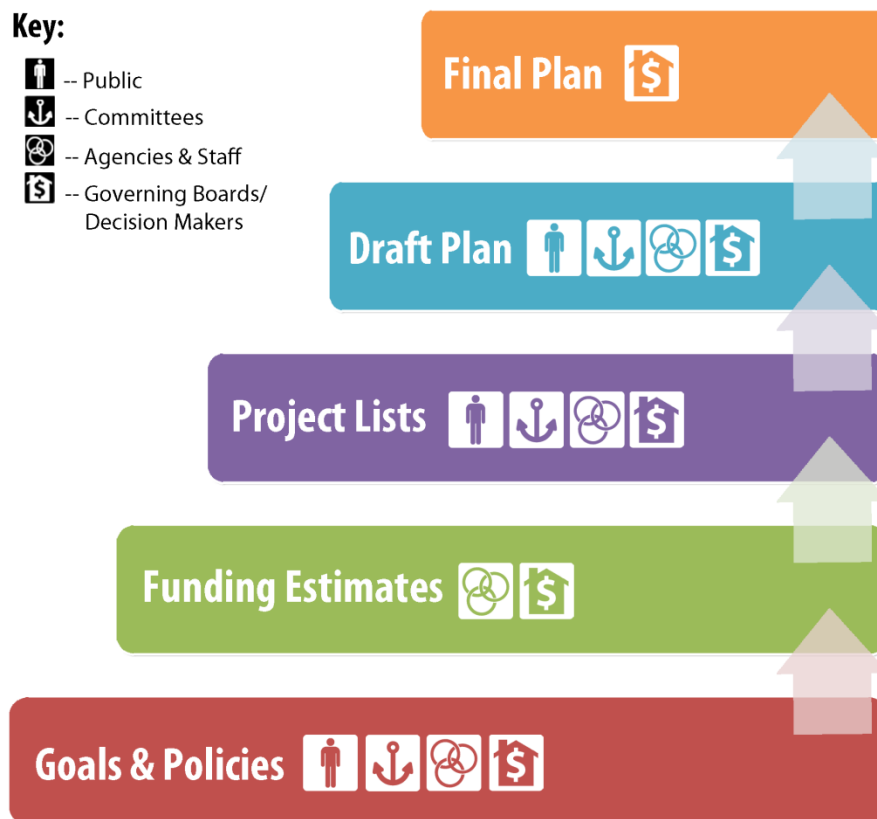 Key:
-- Public
-- Committees
-- Agencies & Staff
-- Governing Boards/
Decision Makers
Final Plan
Draft Plan
Project Lists
Funding Estimates
Goals & Policies